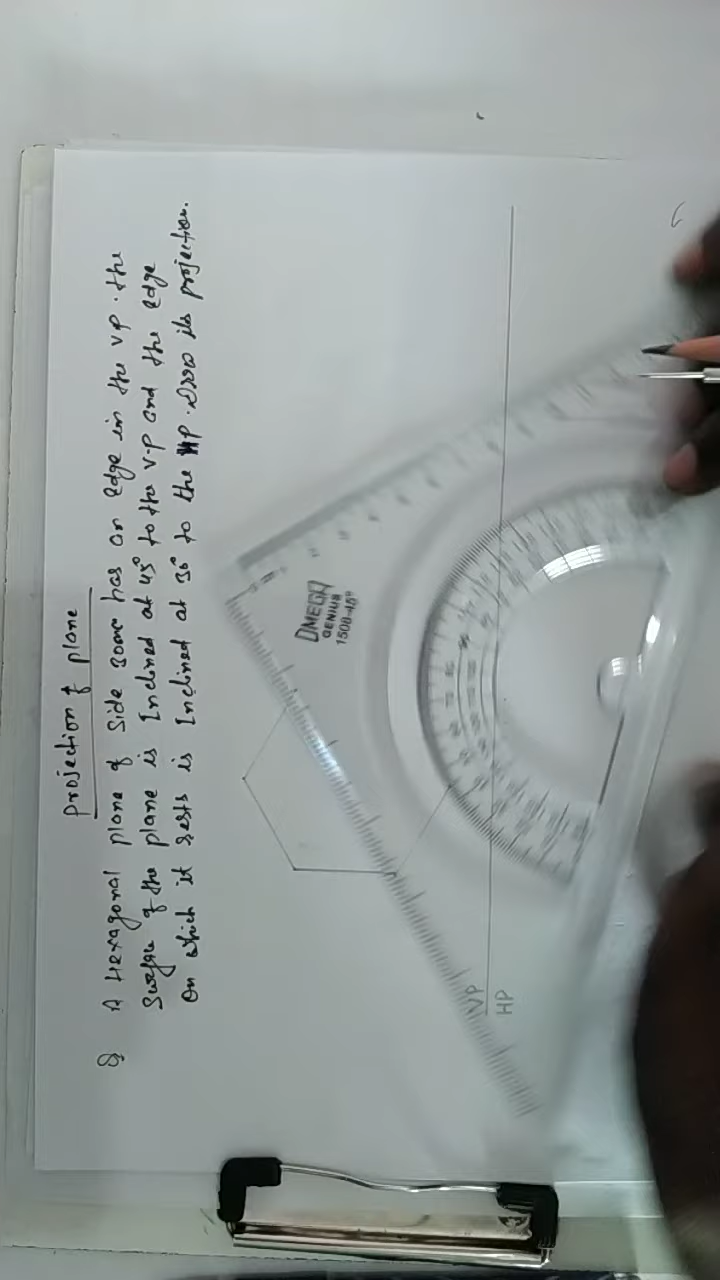 Projection of plane
Q A Hexagonal plane of side 30mm has an edge in the VP. the
Surface of the plane is Inclined at 45° to the V.P and the edge
on which it rests is Inclined at 30° to the HP. Draw its projection.
OMEGA
GENIUS
1508-45°
VP
HP